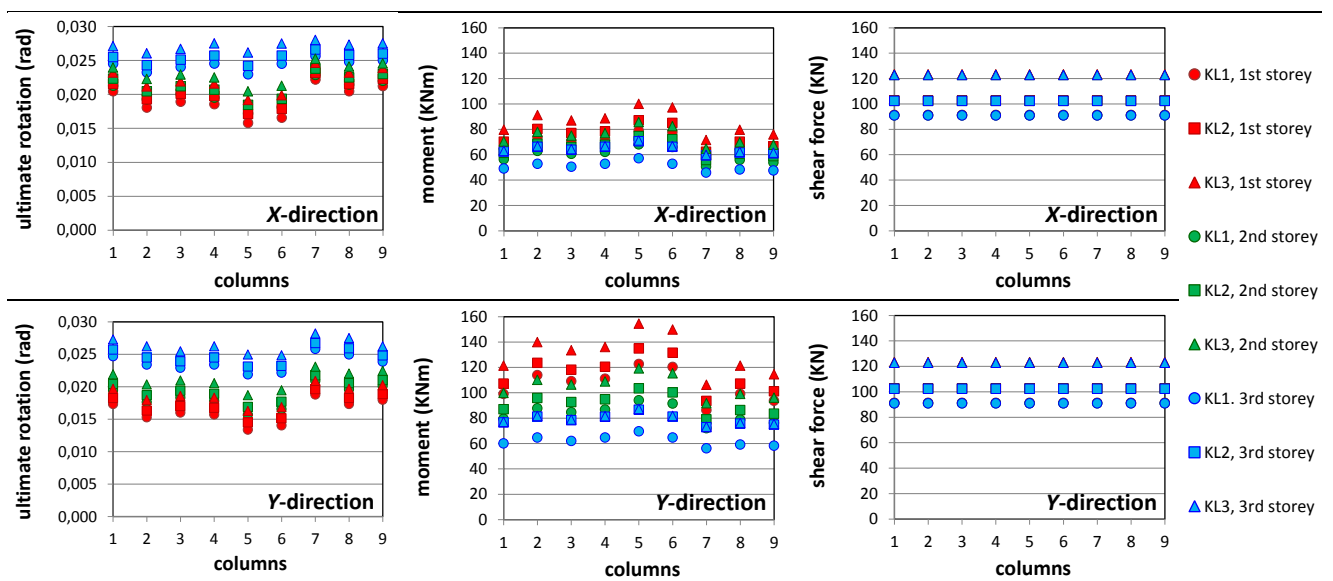 ultimate rotation (rad)
0,030
0,025
0,020
0,015
0,010
0,005
0,000
X-direction
1 2 3 4 5 6 7 8 9
columns
moment (KNm)
160
140
120
100
80
60
40
20
0
X-direction
1 2 3 4 5 6 7 8 9
columns
shear force (KN)
160
140
120
100
80
60
40
20
0
X-direction
1 2 3 4 5 6 7 8 9
columns
ultimate rotation (rad)
0,030
0,025
0,020
0,015
0,010
0,005
0,000
Y-direction
1 2 3 4 5 6 7 8 9
columns
moment (KNm)
160
140
120
100
80
60
40
20
0
Y-direction
1 2 3 4 5 6 7 8 9
columns
shear force (KN)
160
140
120
100
80
60
40
20
0
Y-direction
1 2 3 4 5 6 7 8 9
columns
KL1, 1st storey
KL2, 1st storey
KL3, 1st storey
KL1, 2nd storey
KL2, 2nd storey
KL3, 2nd storey
KL1. 3rd storey
KL2, 3rd storey
KL3, 3rd storey